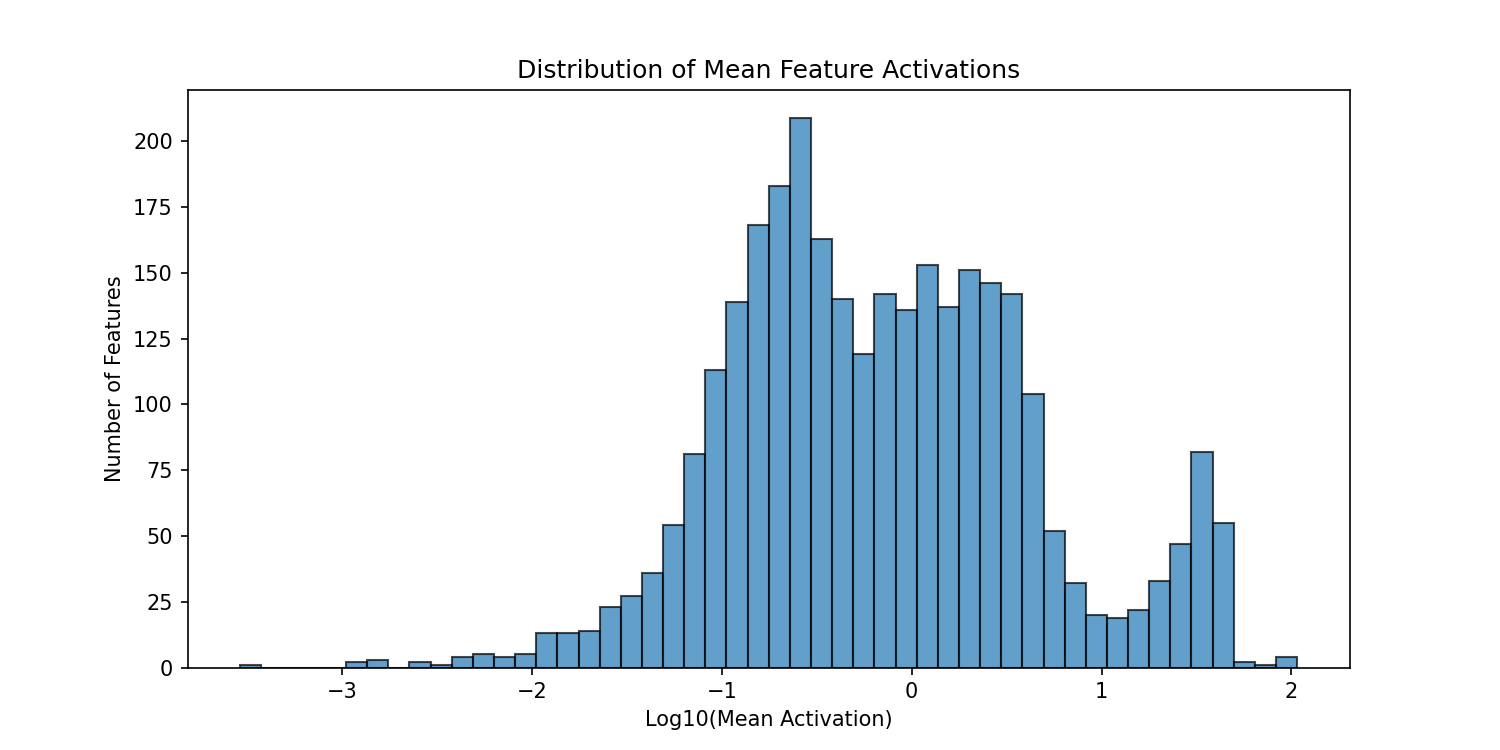 Distribution of Mean Feature Activations
200
175
150
125
100
75
50
25
0
Number of Features
−3 −2 −1 0 1 2
Log10(Mean Activation)